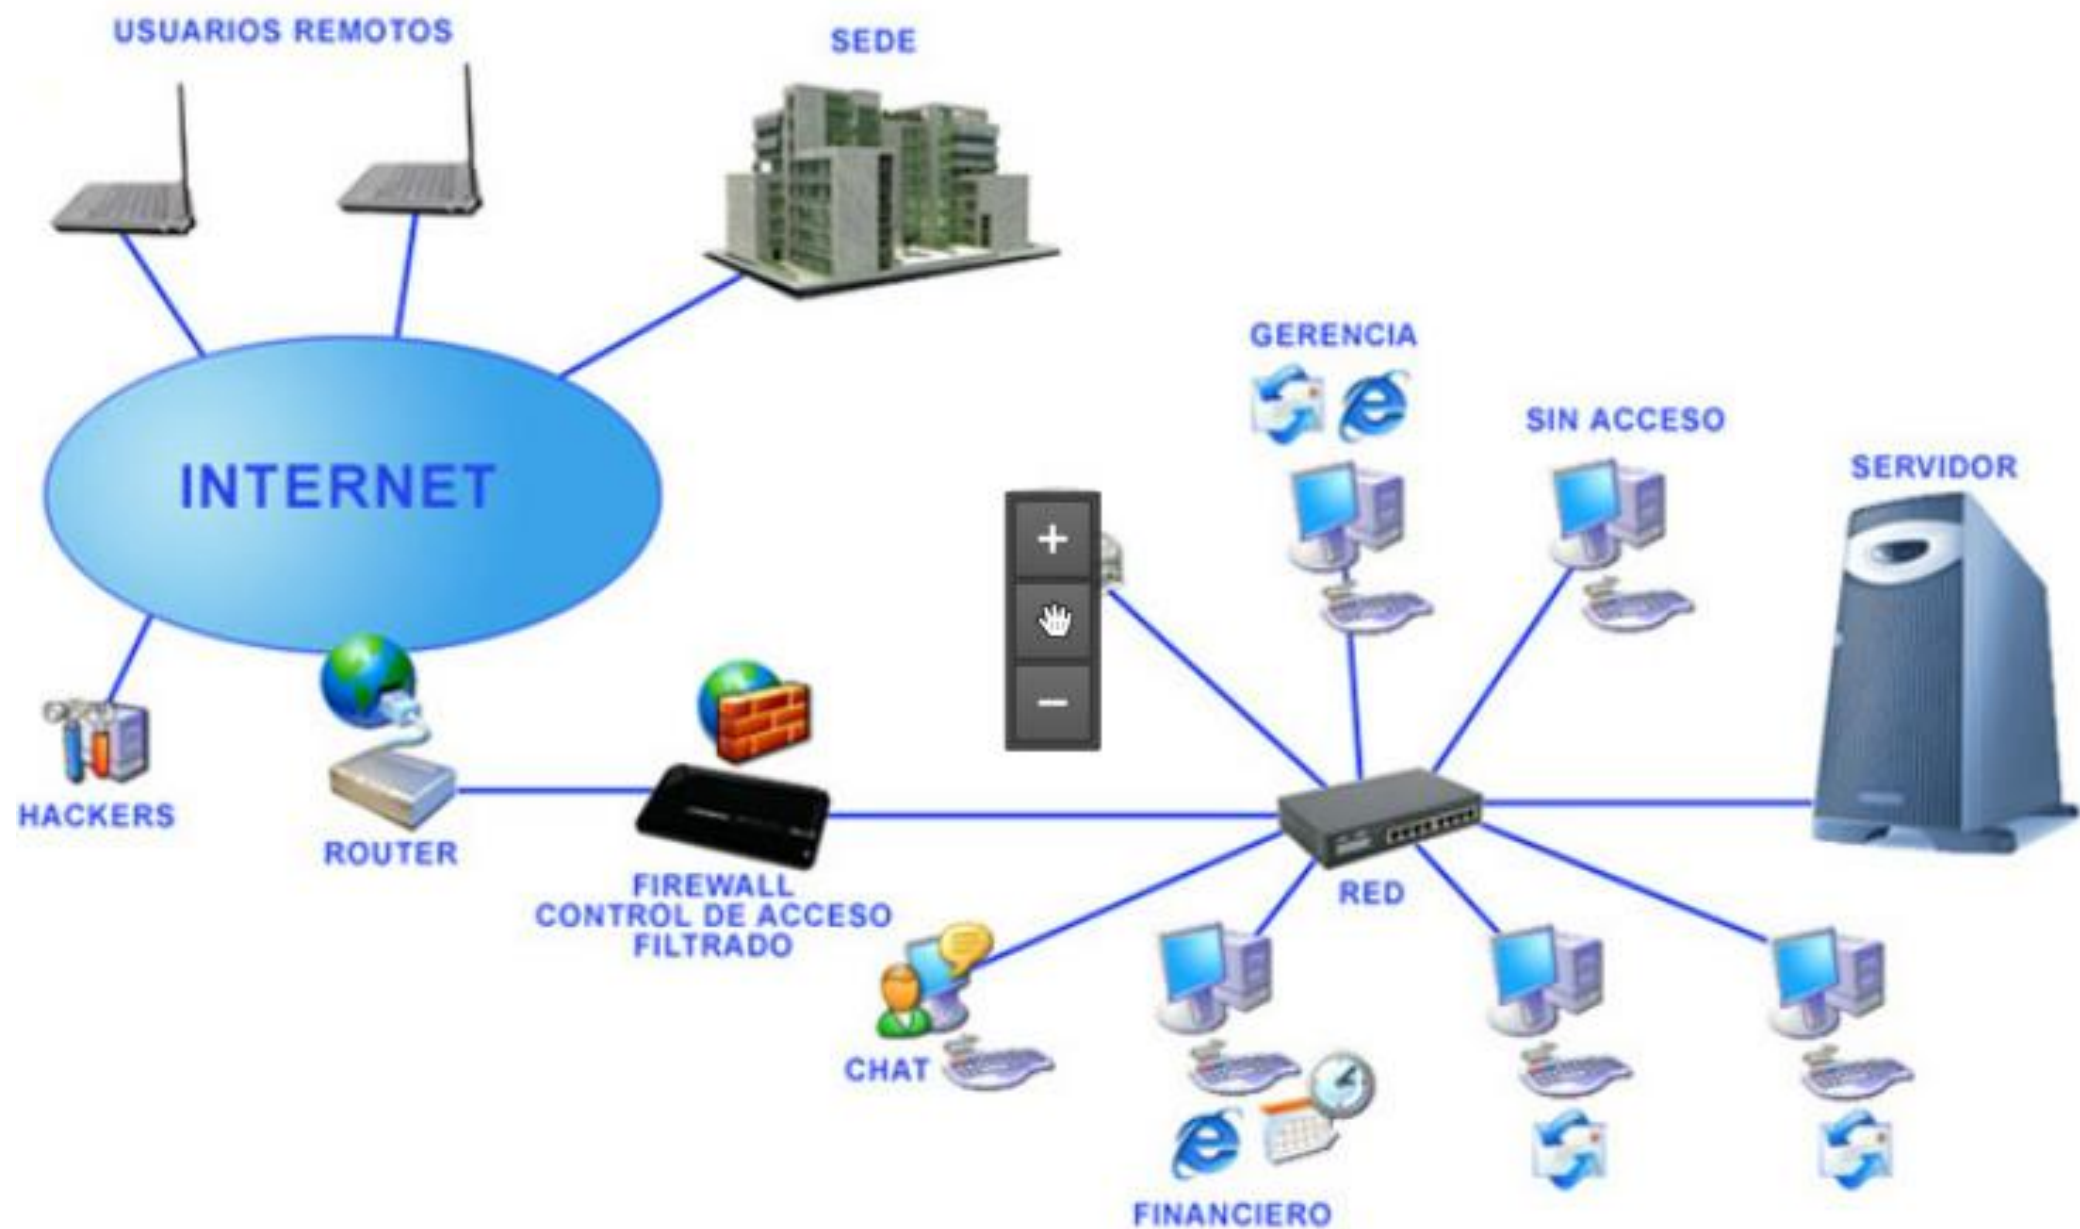 USUARIOS REMOTOS
SEDE
GERENCIA
SIN ACCESO
SERVIDOR
INTERNET
HACKERS
ROUTER
FIREWALL
CONTROL DE ACCESO
FILTRADO
RED
CHAT
FINANCIERO